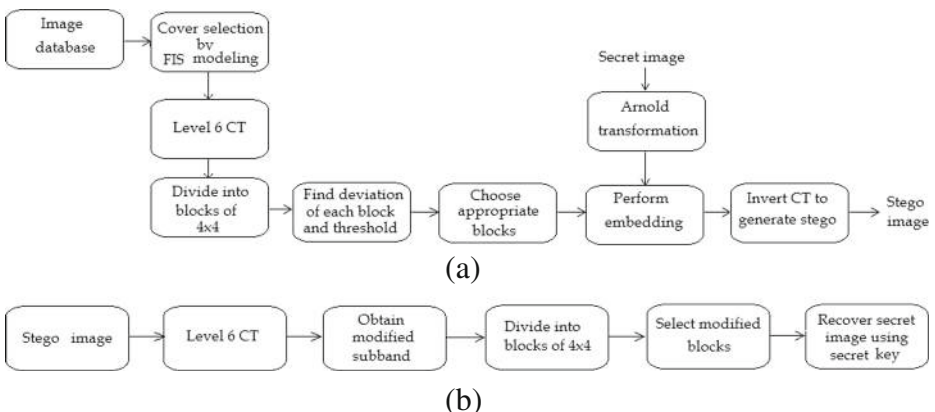 Image
database
Cover selection
by
FIS modeling
Level 6 CT
Divide into
blocks of
4x4
Find deviation
of each block
and threshold
Choose
appropriate
blocks
Secret image
Arnold
transformation
Perform
embedding
Invert CT to
generate stego
Stego
image
(a)
Stego image
Level 6 CT
Obtain
modified
subband
Divide into
blocks of 4x4
Select modified
blocks
Recover secret
image using
secret key
(b)